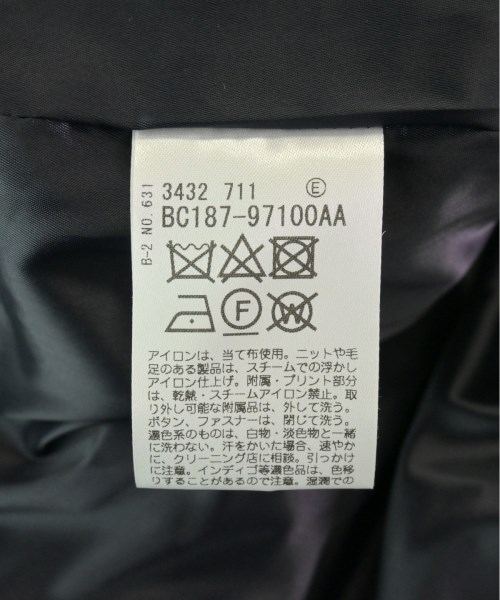 B-2 NO.631
3432 711 Ⓔ
BC187-97100AA
F
W
アイロンは、当て布使用。ニットや毛
足のある製品は、スチームでの浮かし
アイロン仕上げ。附属・プリント部分
は、乾熱・スチームアイロン禁止。取
り外し可能な附属品は、外して洗う。
ボタン、ファスナーは、閉じて洗う。
濃色系のものは、白物・淡色物と一緒
に洗わない。汗をかいた場合、速やか
に、クリーニング店に相談。引っかけ
に注意。インディゴ等濃色品は、色移
りすることがあるので注意。湿潤での